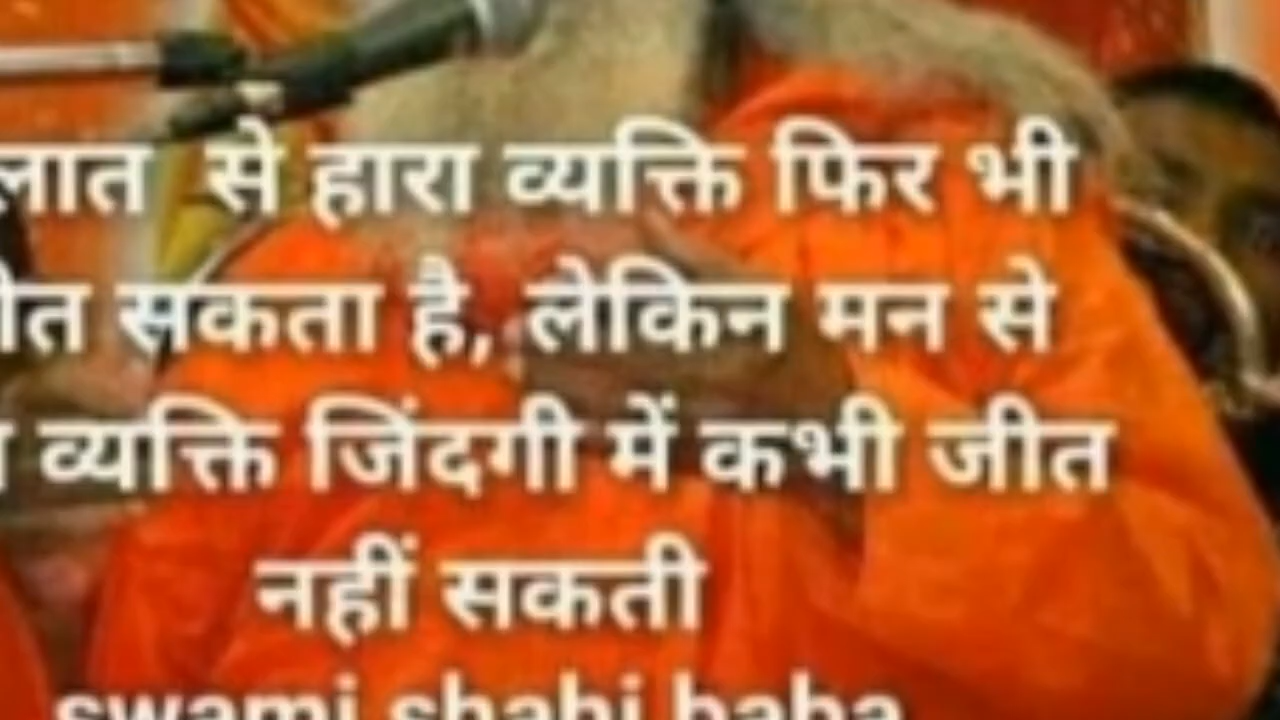 लात से हारा व्यक्ति फिर भी
ीत सकता है, लेकिन मन से
व्यक्ति जिंदगी में कभी जीत
नहीं सकती
swami shahi baba